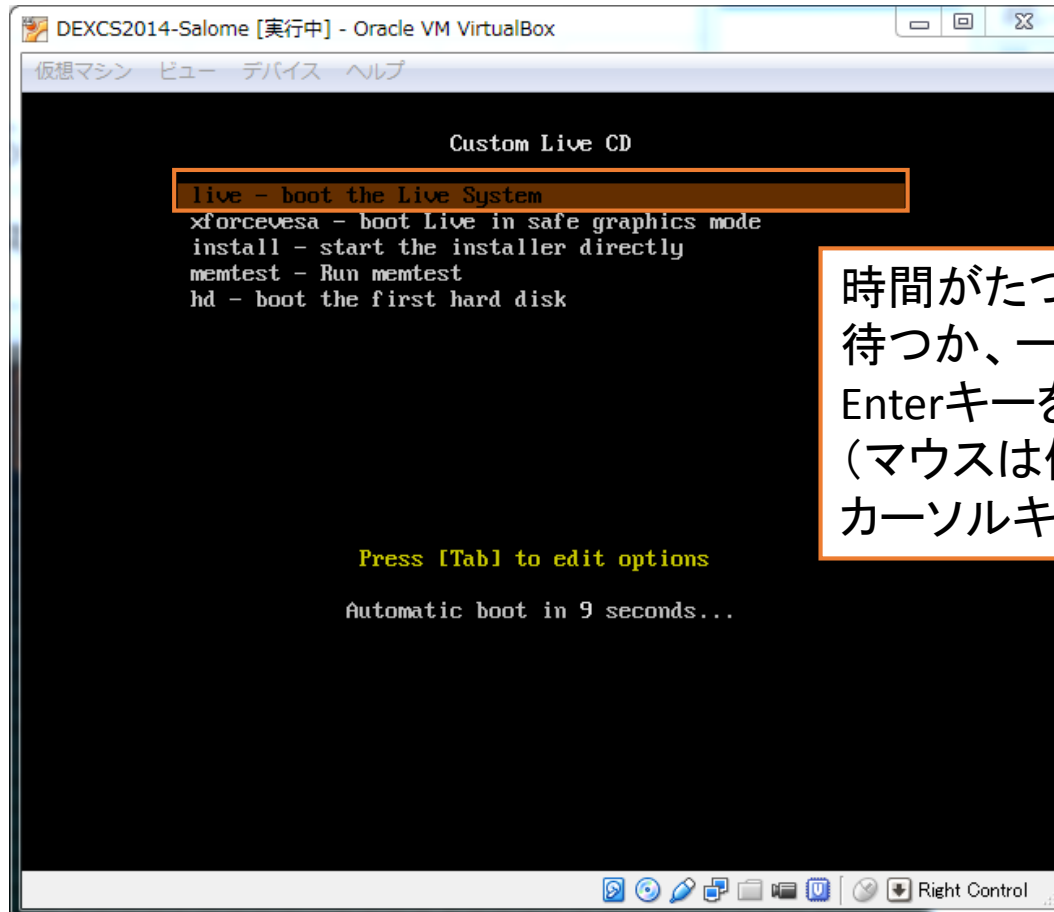 DEXCS2014-Salome [実行中] - Oracle VM VirtualBox
仮想マシン ビュー デバイス ヘルプ
Custom Live CD
live - boot the Live System
xforcevesa - boot Live in safe graphics mode
install - start the installer directly
memtest - Run memtest
hd - boot the first hard disk
時間がたつ
待つか、一
Enterキーを
（マウスは
カーソルキ
Press [Tab] to edit options
Automatic boot in 9 seconds...
Right Control